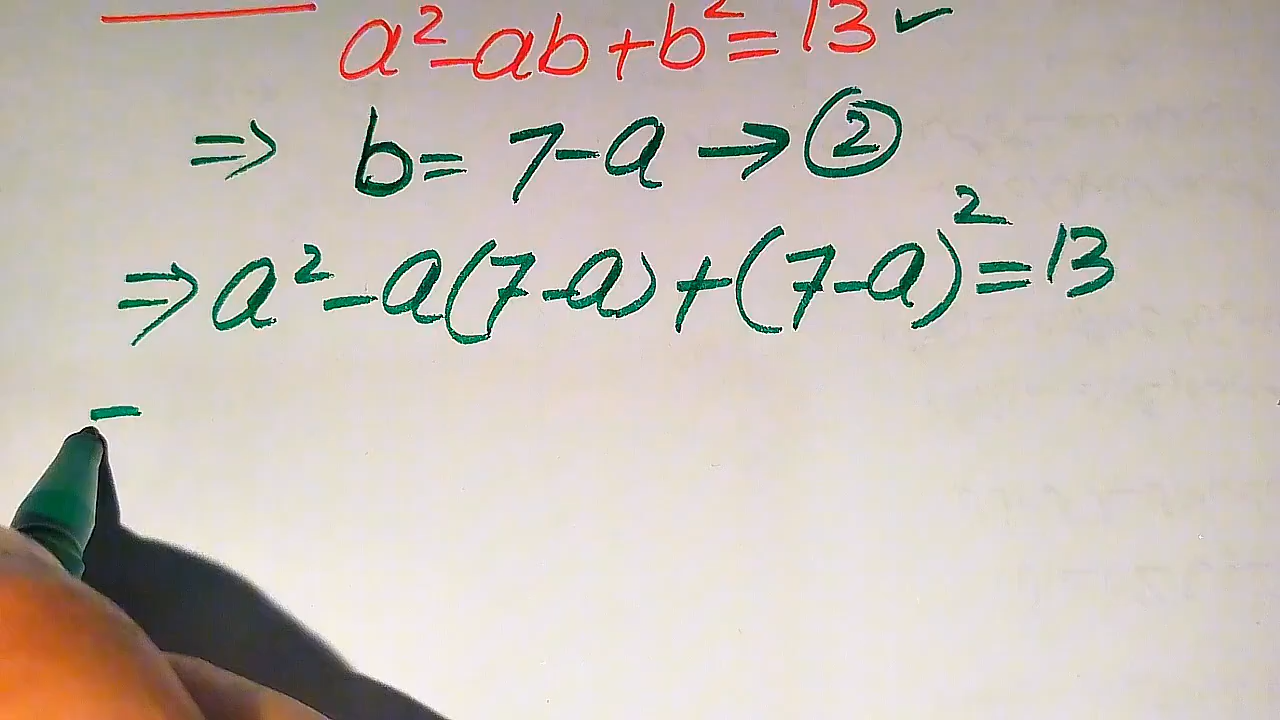 a² - ab + b² = 13 ✓
⇒ b = 7 - a → ②
⇒ a² - a(7 - a) + (7 - a)² = 13